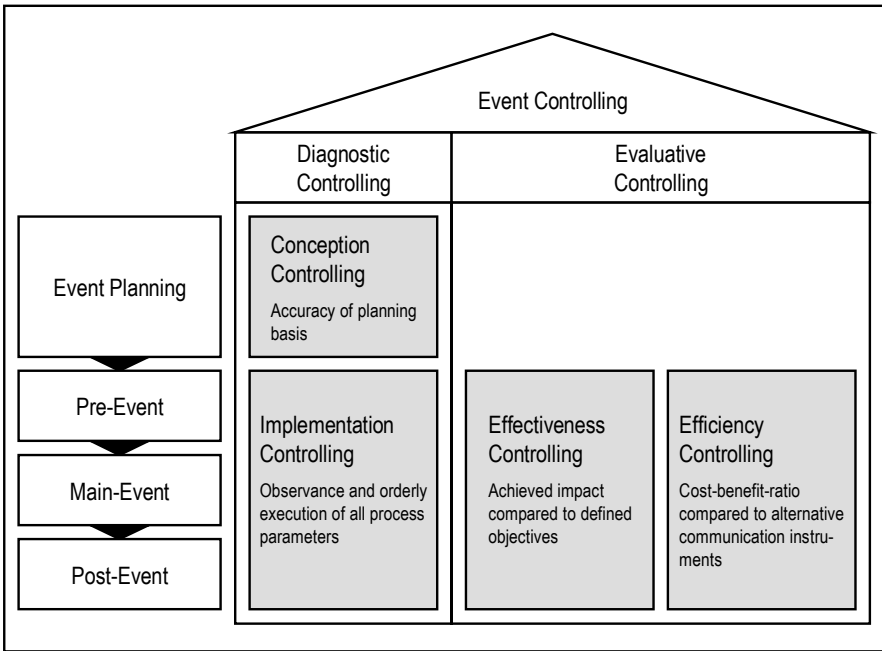 Event Controlling
Diagnostic
Controlling
Evaluative
Controlling
Event Planning
Conception
Controlling
Accuracy of planning
basis
Pre-Event
Main-Event
Post-Event
Implementation
Controlling
Observance and orderly
execution of all process
parameters
Effectiveness
Controlling
Achieved impact
compared to defined
objectives
Efficiency
Controlling
Cost-benefit-ratio
compared to alternative
communication instru-
ments